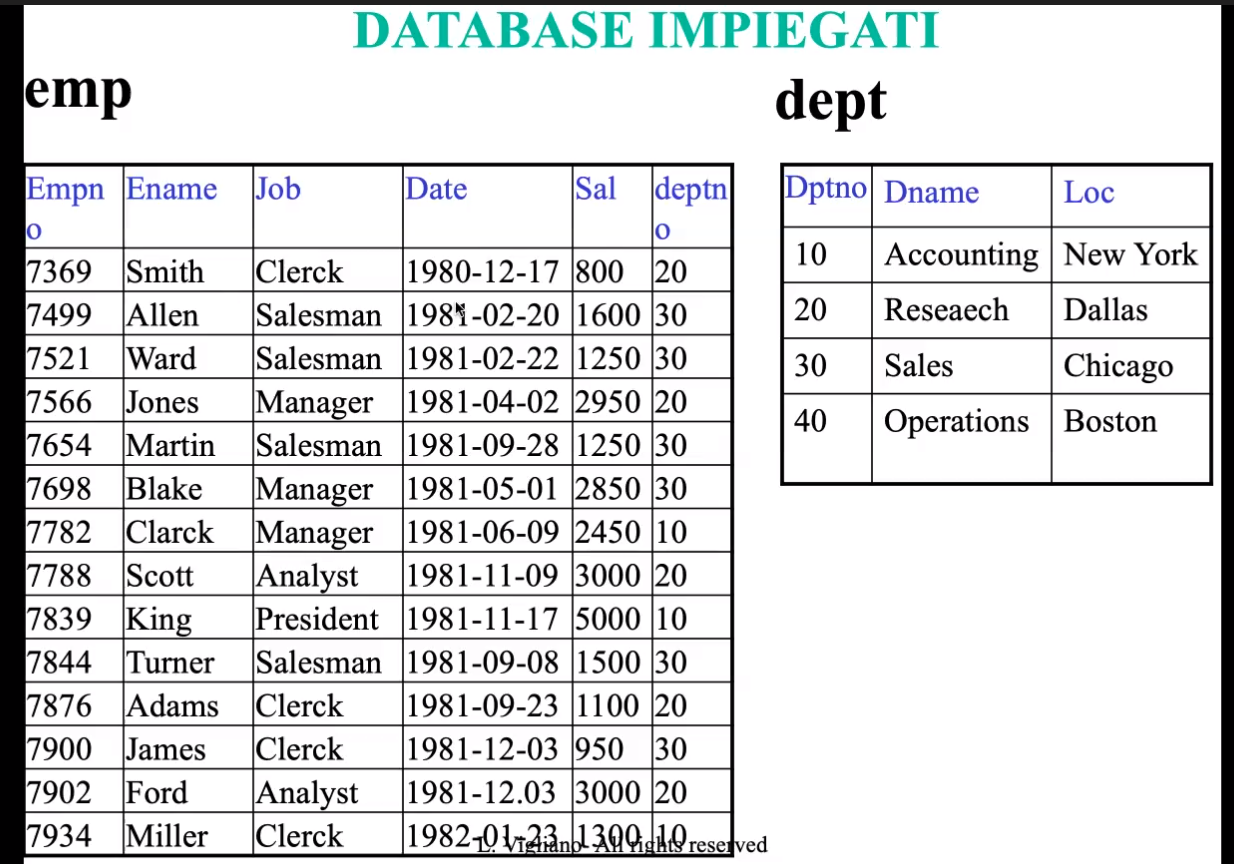 DATABASE IMPIEGATI
emp
dept
Empn Ename Job Date Sal deptn
o o
7369 Smith Clerck 1980-12-17 800 20
7499 Allen Salesman 1981-02-20 1600 30
7521 Ward Salesman 1981-02-22 1250 30
7566 Jones Manager 1981-04-02 2950 20
7654 Martin Salesman 1981-09-28 1250 30
7698 Blake Manager 1981-05-01 2850 30
7782 Clarck Manager 1981-06-09 2450 10
7788 Scott Analyst 1981-11-09 3000 20
7839 King President 1981-11-17 5000 10
7844 Turner Salesman 1981-09-08 1500 30
7876 Adams Clerck 1981-09-23 1100 20
7900 James Clerck 1981-12-03 950 30
7902 Ford Analyst 1981-12.03 3000 20
7934 Miller Clerck 1982-01-23 1300 10
Dptno Dname Loc
10 Accounting New York
20 Reseaech Dallas
30 Sales Chicago
40 Operations Boston
L. Vigliano- All rights reserved